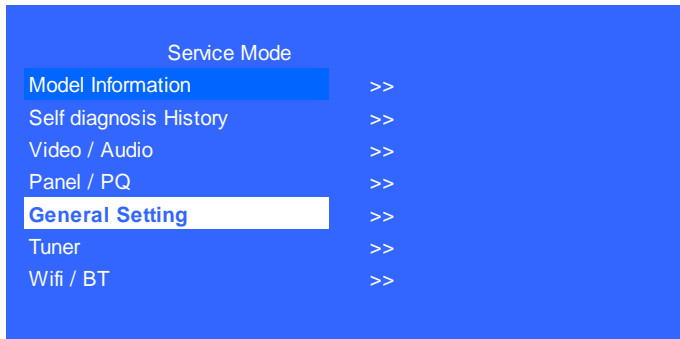 Service Mode
Model Information >>
Self diagnosis History >>
Video / Audio >>
Panel / PQ >>
General Setting >>
Tuner >>
Wifi / BT >>